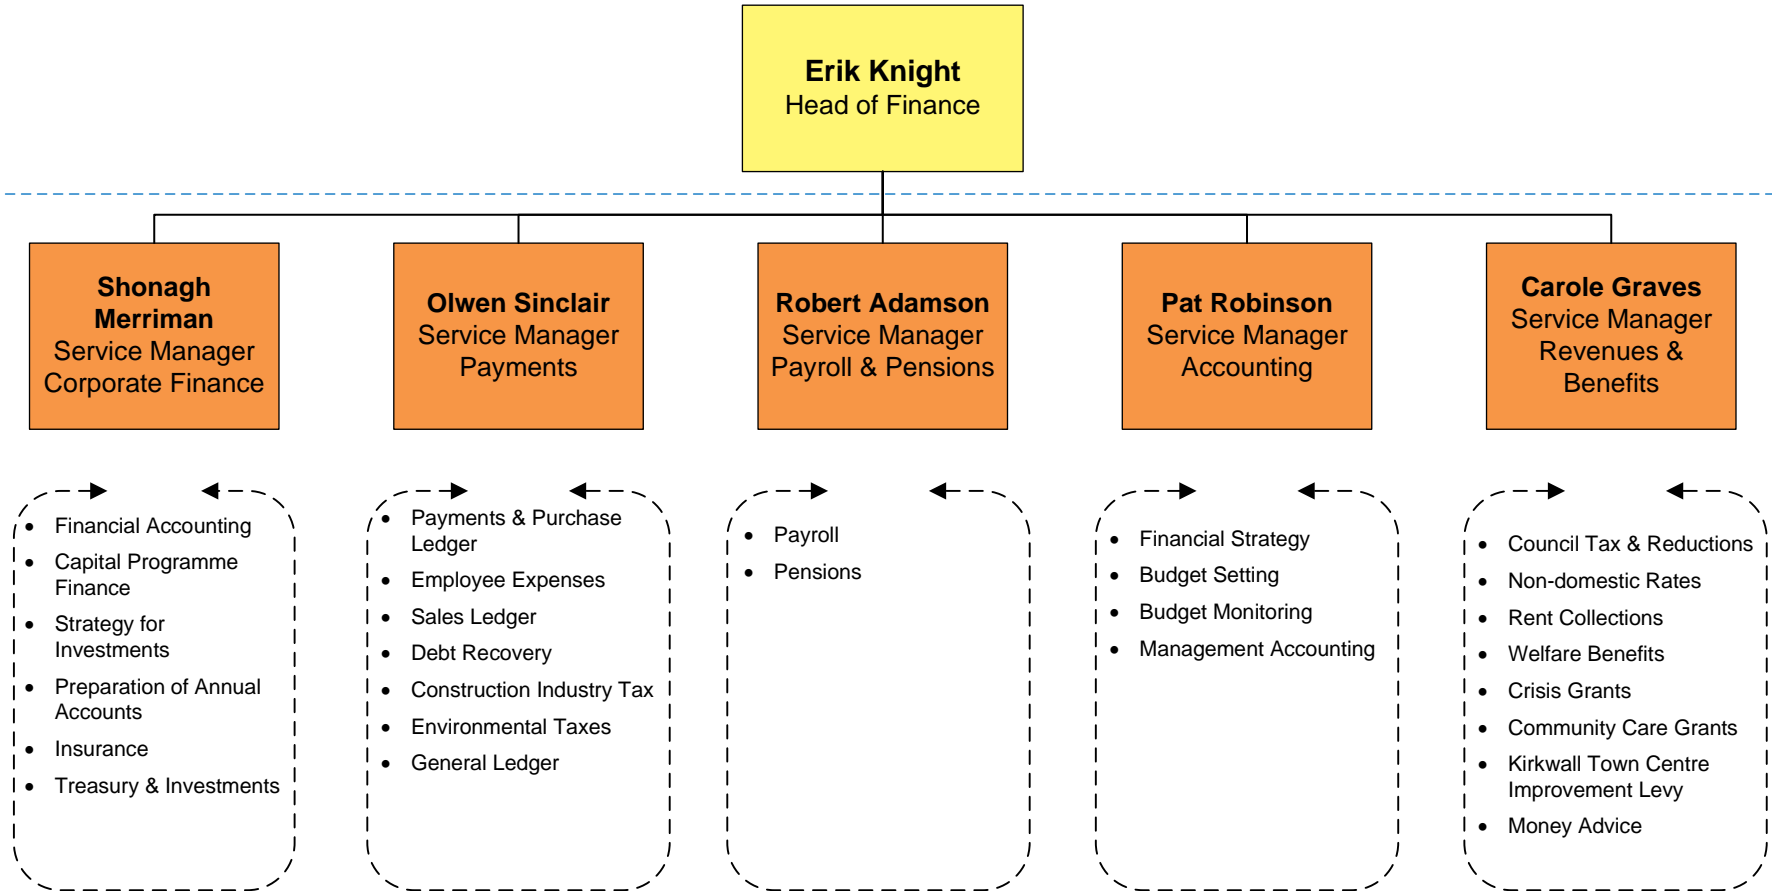 Erik Knight
Head of Finance
Shonagh
Merriman
Service Manager
Corporate Finance
Olwen Sinclair
Service Manager
Payments
Robert Adamson
Service Manager
Payroll & Pensions
Pat Robinson
Service Manager
Accounting
Carole Graves
Service Manager
Revenues &
Benefits
• Financial Accounting
• Capital Programme
Finance
• Strategy for
Investments
• Preparation of Annual
Accounts
• Insurance
• Treasury & Investments
• Payments & Purchase
Ledger
• Employee Expenses
• Sales Ledger
• Debt Recovery
• Construction Industry Tax
• Environmental Taxes
• General Ledger
• Payroll
• Pensions
• Financial Strategy
• Budget Setting
• Budget Monitoring
• Management Accounting
• Council Tax & Reductions
• Non-domestic Rates
• Rent Collections
• Welfare Benefits
• Crisis Grants
• Community Care Grants
• Kirkwall Town Centre
Improvement Levy
• Money Advice